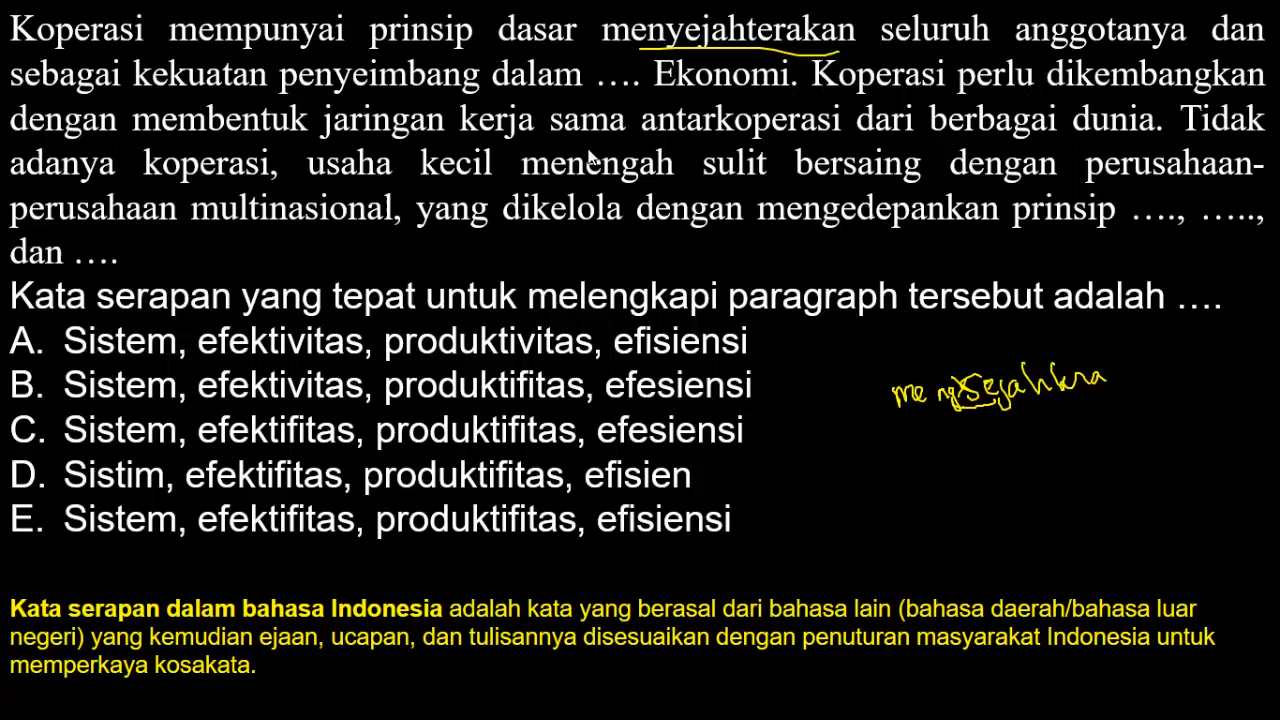 Koperasi mempunyai prinsip dasar menyejahterakan seluruh anggotanya dan
sebagai kekuatan penyeimbang dalam …. Ekonomi. Koperasi perlu dikembangkan
dengan membentuk jaringan kerja sama antarkoperasi dari berbagai dunia. Tidak
adanya koperasi, usaha kecil menengah sulit bersaing dengan perusahaan-
perusahaan multinasional, yang dikelola dengan mengedepankan prinsip …., …..,
dan ….
Kata serapan yang tepat untuk melengkapi paragraph tersebut adalah ….
A. Sistem, efektivitas, produktivitas, efisiensi
B. Sistem, efektivitas, produktifitas, efesiensi
mengsejahtera
C. Sistem, efektifitas, produktifitas, efesiensi
D. Sistim, efektifitas, produktifitas, efisien
E. Sistem, efektifitas, produktifitas, efisiensi
Kata serapan dalam bahasa Indonesia adalah kata yang berasal dari bahasa lain (bahasa daerah/bahasa luar
negeri) yang kemudian ejaan, ucapan, dan tulisannya disesuaikan dengan penuturan masyarakat Indonesia untuk
memperkaya kosakata.